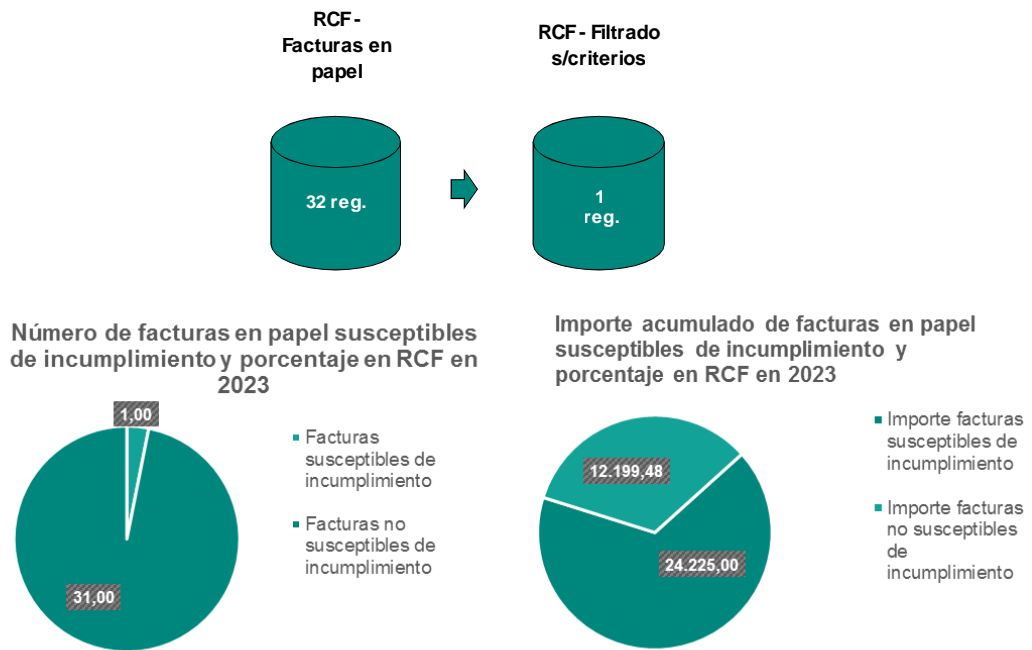 RCF -
Facturas en
papel
RCF - Filtrado
s/criterios
32 reg.
1
reg.
Número de facturas en papel susceptibles
de incumplimiento y porcentaje en RCF en
2023
1,00
31,00
Facturas
susceptibles de
incumplimiento
Facturas no
susceptibles de
incumplimiento
Importe acumulado de facturas en papel
susceptibles de incumplimiento y
porcentaje en RCF en 2023
12.199,48
24.225,00
Importe facturas
susceptibles de
incumplimiento
Importe facturas
no susceptibles
de
incumplimiento